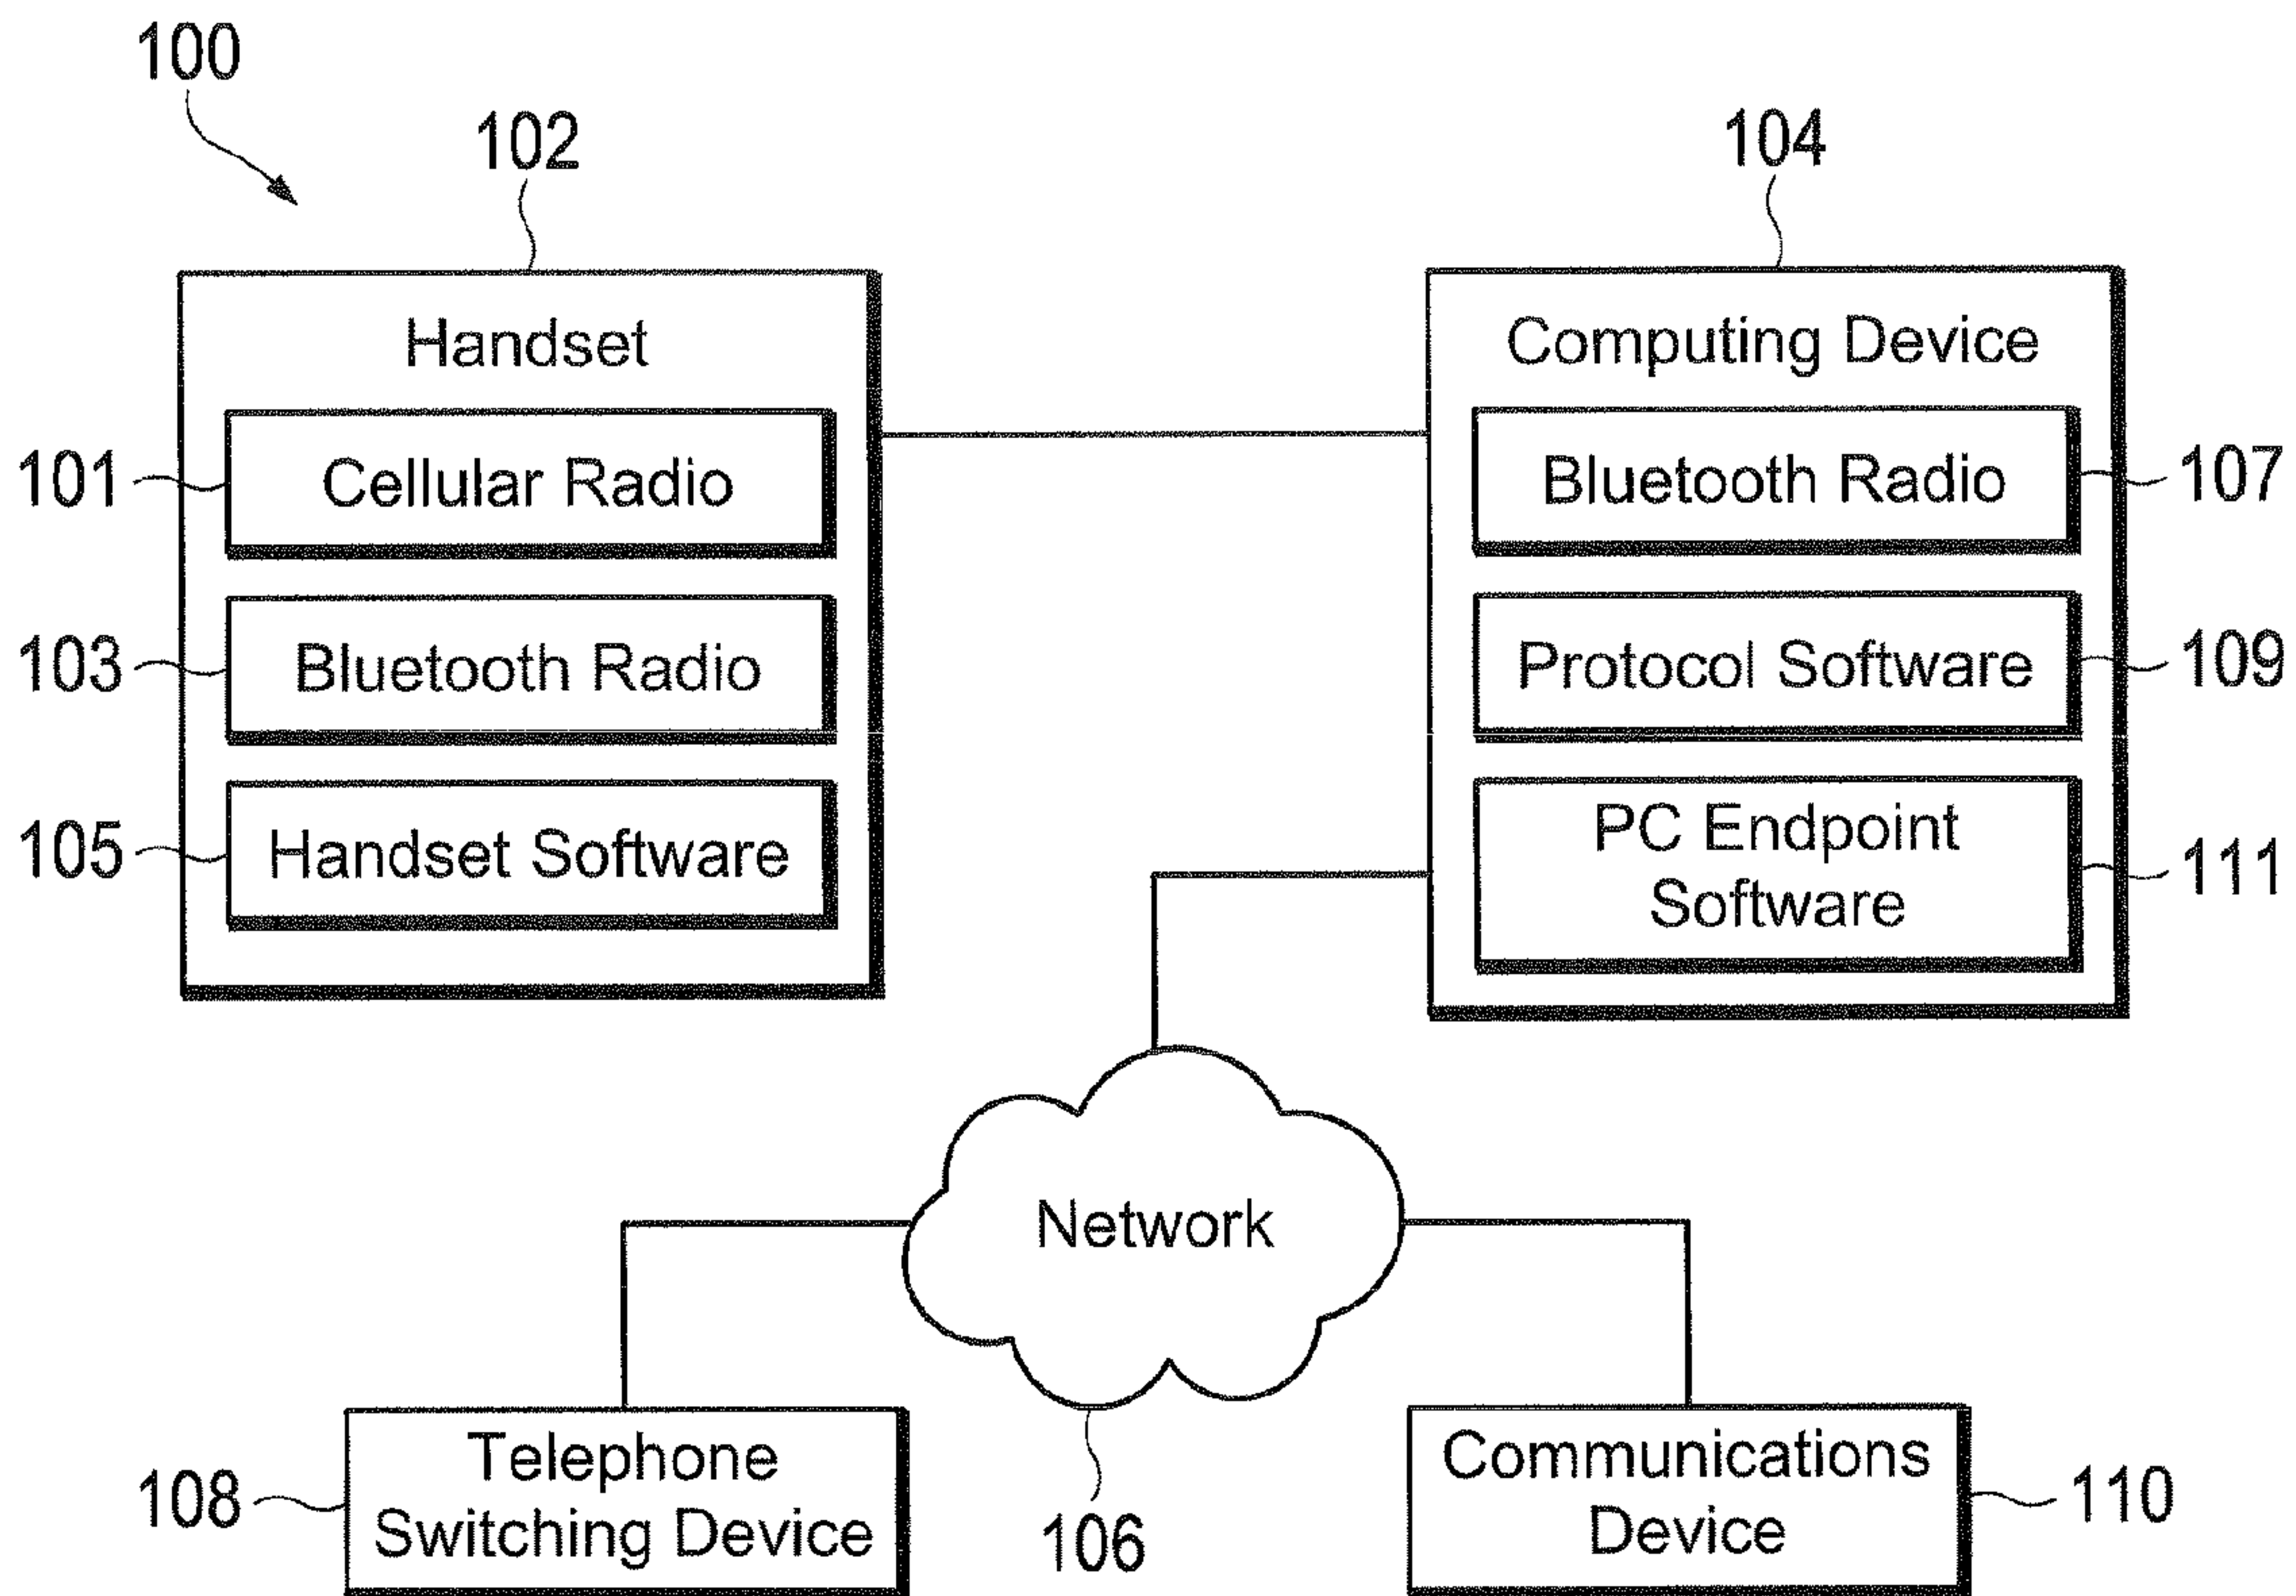 100
102
104
Handset
Computing Device
101
Cellular Radio
Bluetooth Radio
107
103
Bluetooth Radio
Protocol Software
109
105
Handset Software
PC Endpoint
Software
111
Network
Telephone
Switching Device
108
106
Communications
Device
110